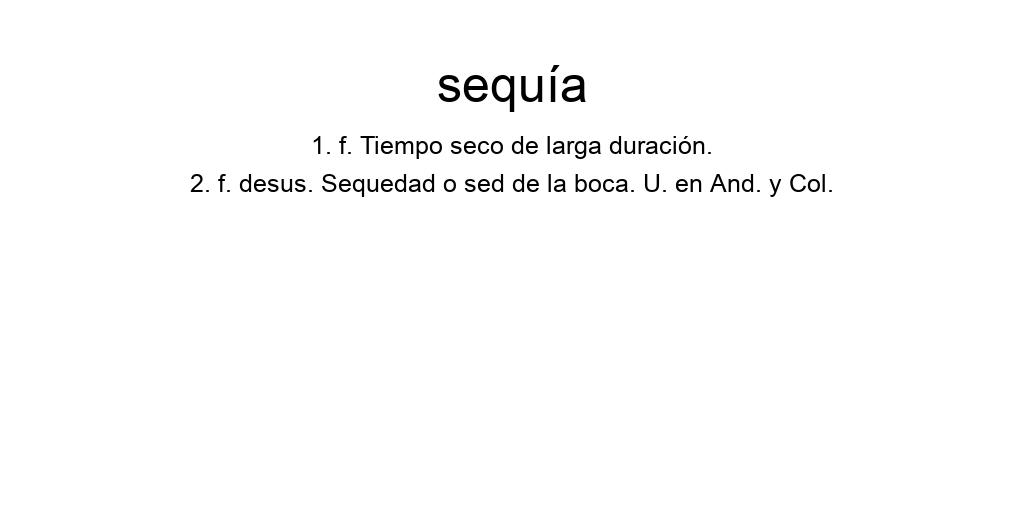 sequía
1. f. Tiempo seco de larga duración.
2. f. desus. Sequedad o sed de la boca. U. en And. y Col.